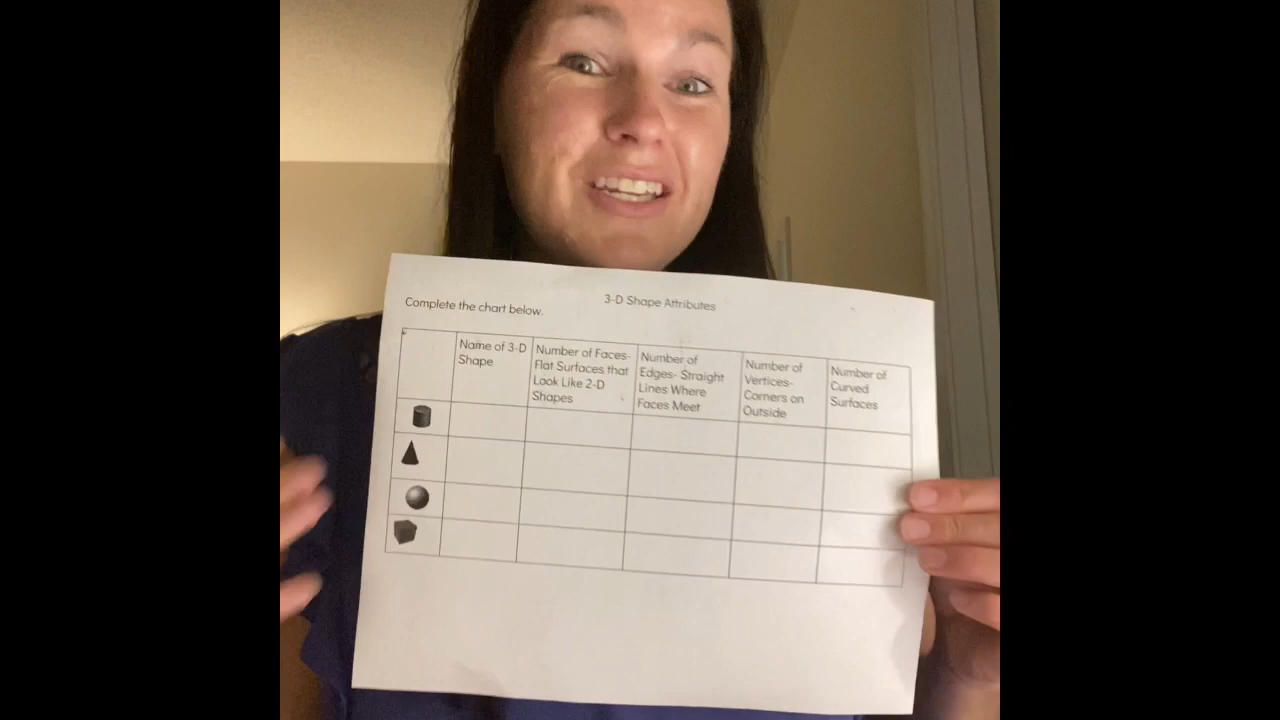 3-D Shape Attributes
Complete the chart below.
Name of 3-D
Shape
Number of Faces-
Flat Surfaces that
Look Like 2-D
Shapes
Number of
Edges- Straight
Lines Where
Faces Meet
Number of
Vertices-
Corners on
Outside
Number of
Curved
Surfaces